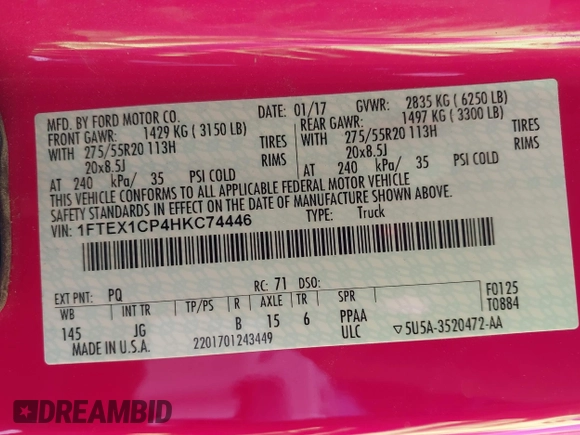 MFD. BY FORD MOTOR CO.
DATE: 01/17 GVWR: 2835 KG ( 6250 LB)
FRONT GAWR: 1429 KG ( 3150 LB) REAR GAWR: 1497 KG ( 3300 LB)
WITH 275/55R20 113H TIRES WITH 275/55R20 113H TIRES
20x8.5J RIMS 20x8.5J RIMS
AT 240 kPa/ 35 PSI COLD AT 240 kPa/ 35 PSI COLD
THIS VEHICLE CONFORMS TO ALL APPLICABLE FEDERAL MOTOR VEHICLE
SAFETY STANDARDS IN EFFECT ON THE DATE OF MANUFACTURE SHOWN ABOVE.
VIN: 1FTEX1CP4HKC74446 TYPE: Truck
EXT PNT: PQ RC: 71 DSO: F0125
WB INT TR TP/PS R AXLE TR SPR T0884
145 JG B 15 6 PPAA
MADE IN U.S.A. 2201701243449 ULC ▽5U5A-3520472-AA
DREAMBID